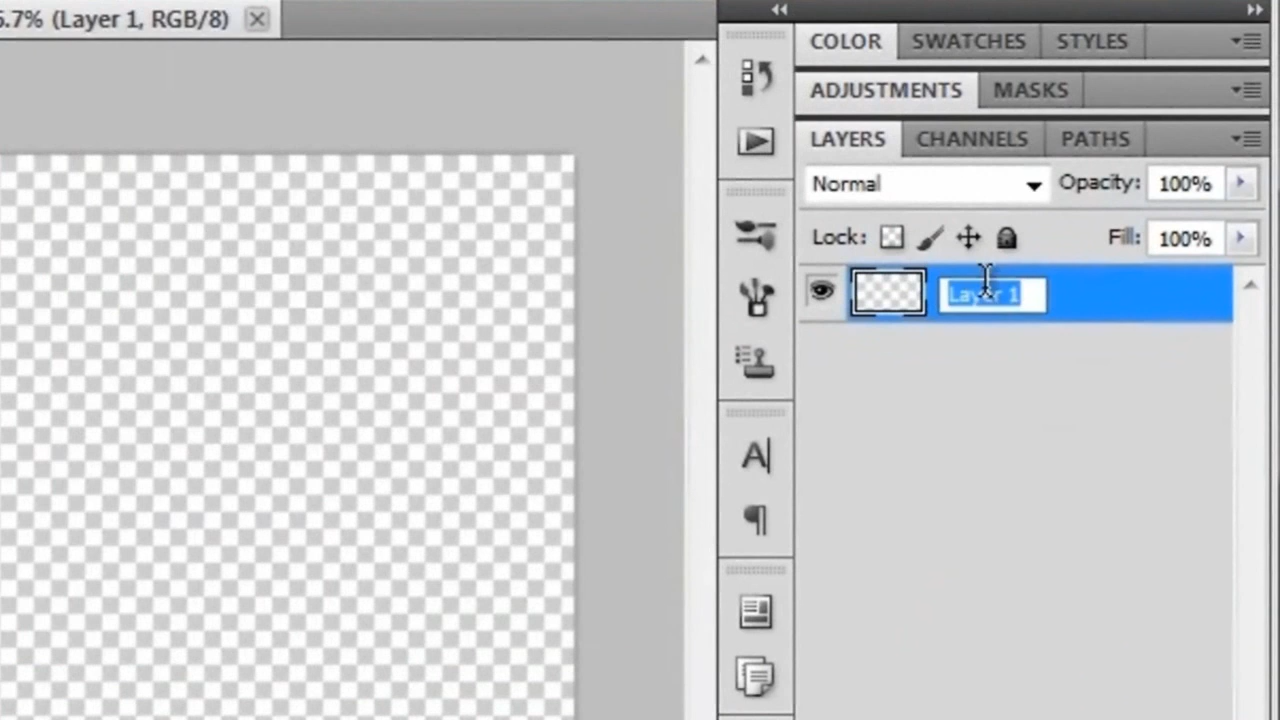 5.7% (Layer 1, RGB/8)
COLOR SWATCHES STYLES
ADJUSTMENTS MASKS
LAYERS CHANNELS PATHS
Normal Opacity: 100%
Lock: Fill: 100%
Layer 1